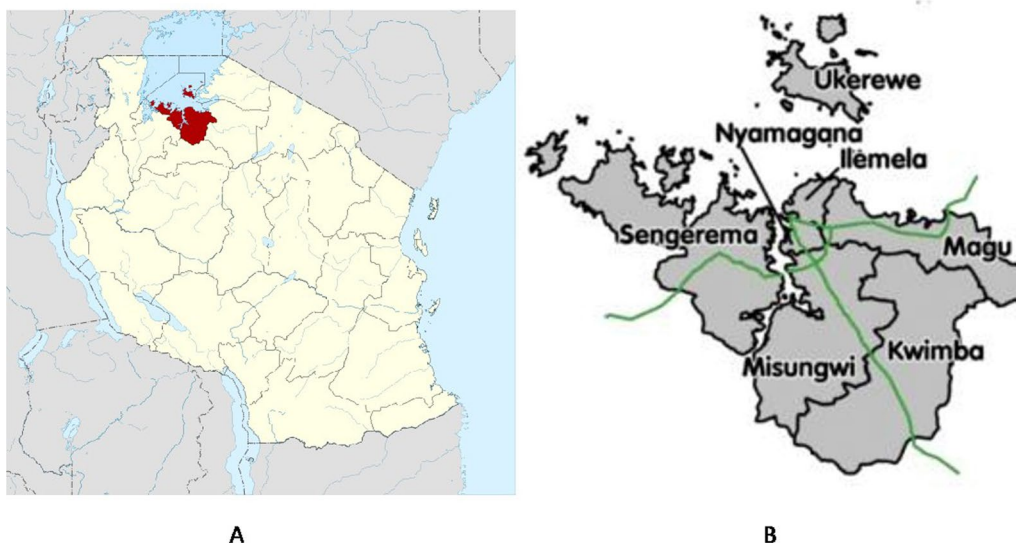 Ukerewe
Nyamagana
Ilemela
Sengerema
Magu
Kwimba
Misungwi
A
B